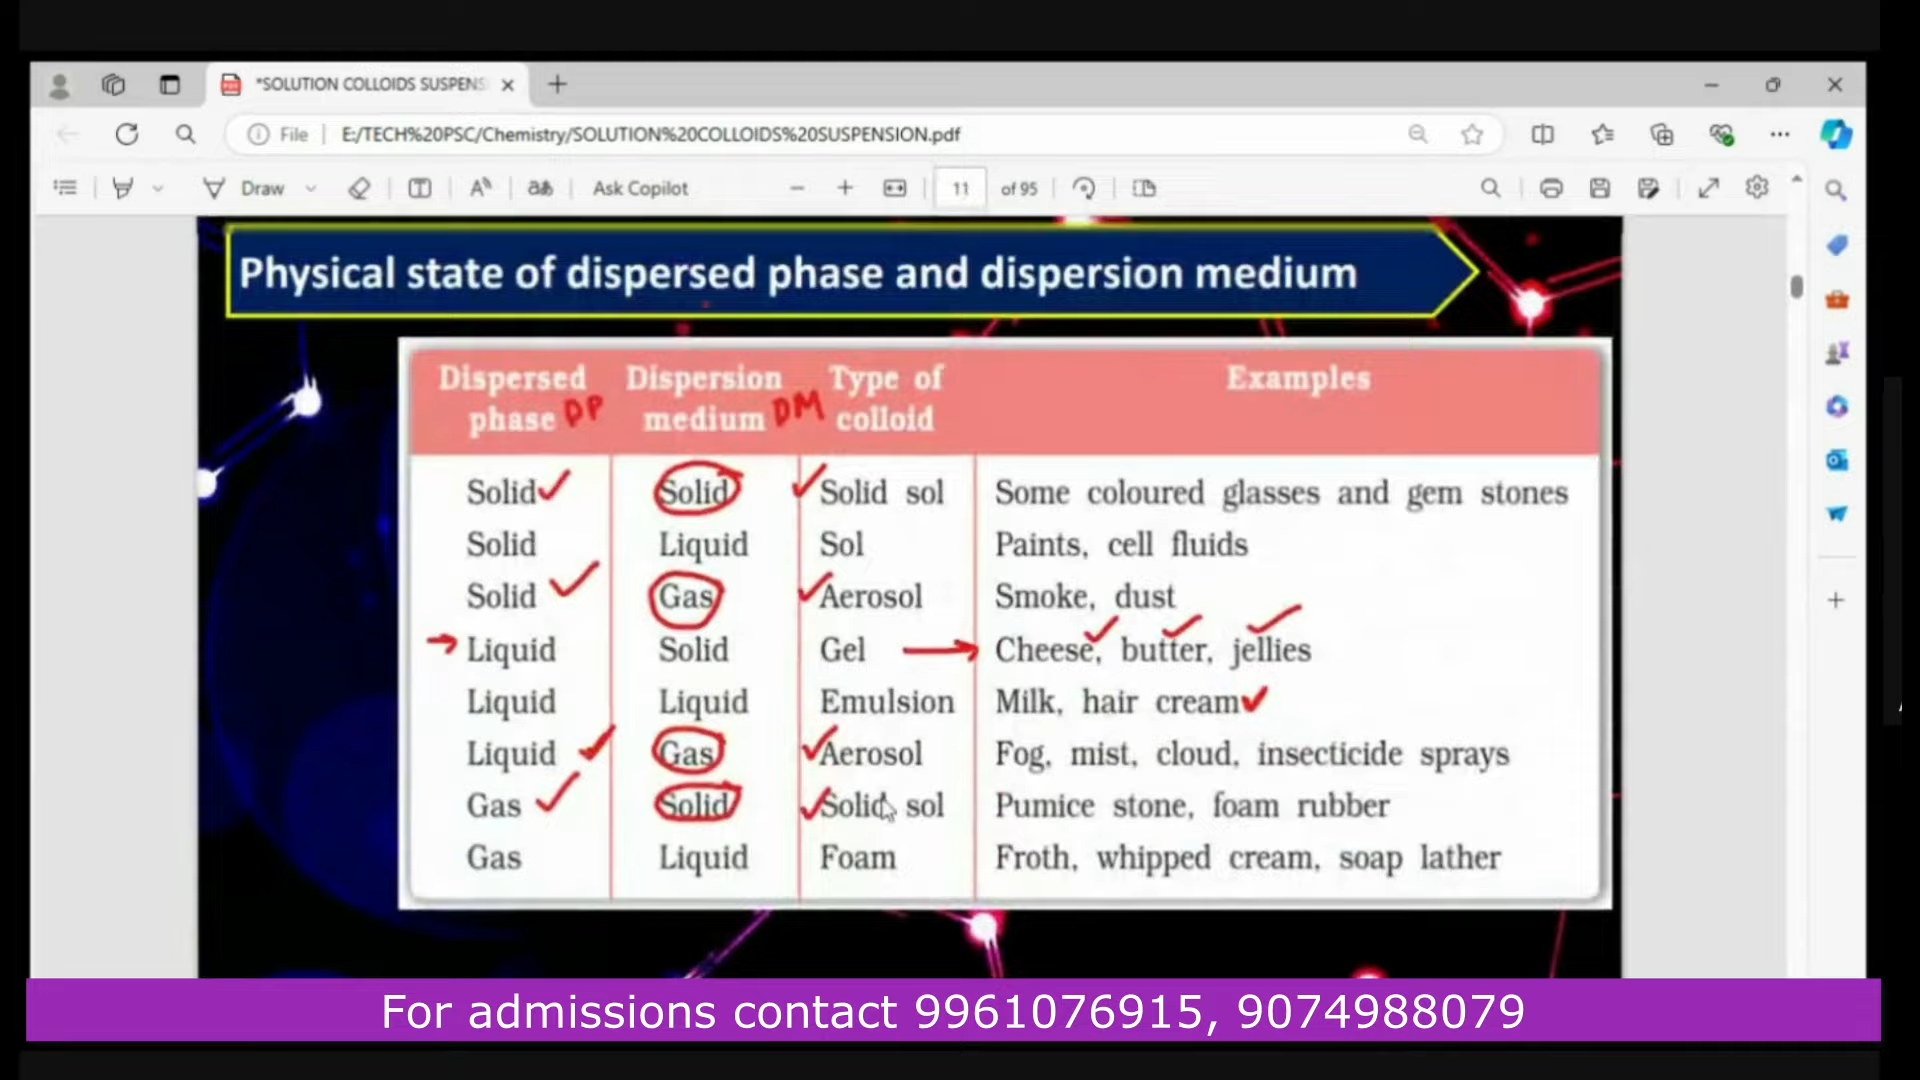 *SOLUTION COLLOIDS SUSPENS
File | E:/TECH%20PSC/Chemistry/SOLUTION%20COLLOIDS%20SUSPENSION.pdf
Draw aあ Ask Copilot 11 of 95
Physical state of dispersed phase and dispersion medium
Dispersed Dispersion Type of Examples
phase DP medium DM colloid
Solid Solid Solid sol Some coloured glasses and gem stones
Solid Liquid Sol Paints, cell fluids
Solid Gas Aerosol Smoke, dust
Liquid Solid Gel Cheese, butter, jellies
Liquid Liquid Emulsion Milk, hair cream
Liquid Gas Aerosol Fog, mist, cloud, insecticide sprays
Gas Solid Solid sol Pumice stone, foam rubber
Gas Liquid Foam Froth, whipped cream, soap lather
For admissions contact 9961076915, 9074988079